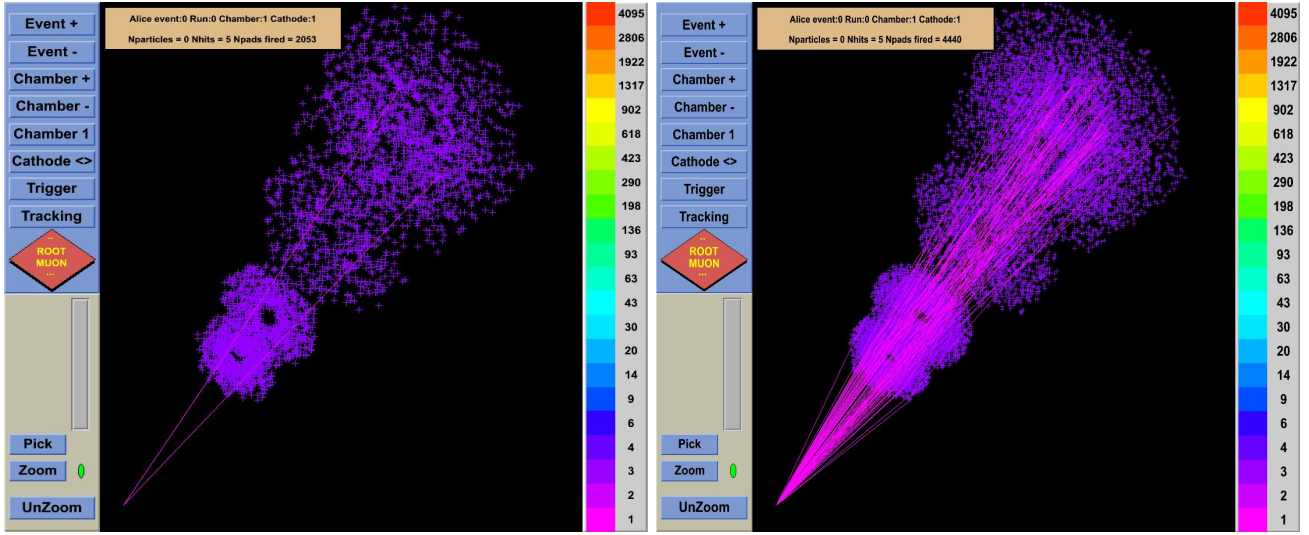 Event +
Event -
Chamber +
Chamber -
Chamber 1
Cathode <>
Trigger
Tracking
..
ROOT
MUON
...
Pick
Zoom
UnZoom
Alice event:0 Run:0 Chamber:1 Cathode:1
Nparticles = 0 Nhits = 5 Npads fired = 2053
4095
2806
1922
1317
902
618
423
290
198
136
93
63
43
30
20
14
9
6
4
3
2
1
Event +
Event -
Chamber +
Chamber -
Chamber 1
Cathode <>
Trigger
Tracking
..
ROOT
MUON
...
Pick
Zoom
UnZoom
Alice event:0 Run:0 Chamber:1 Cathode:1
Nparticles = 0 Nhits = 5 Npads fired = 4440
4095
2806
1922
1317
902
618
423
290
198
136
93
63
43
30
20
14
9
6
4
3
2
1